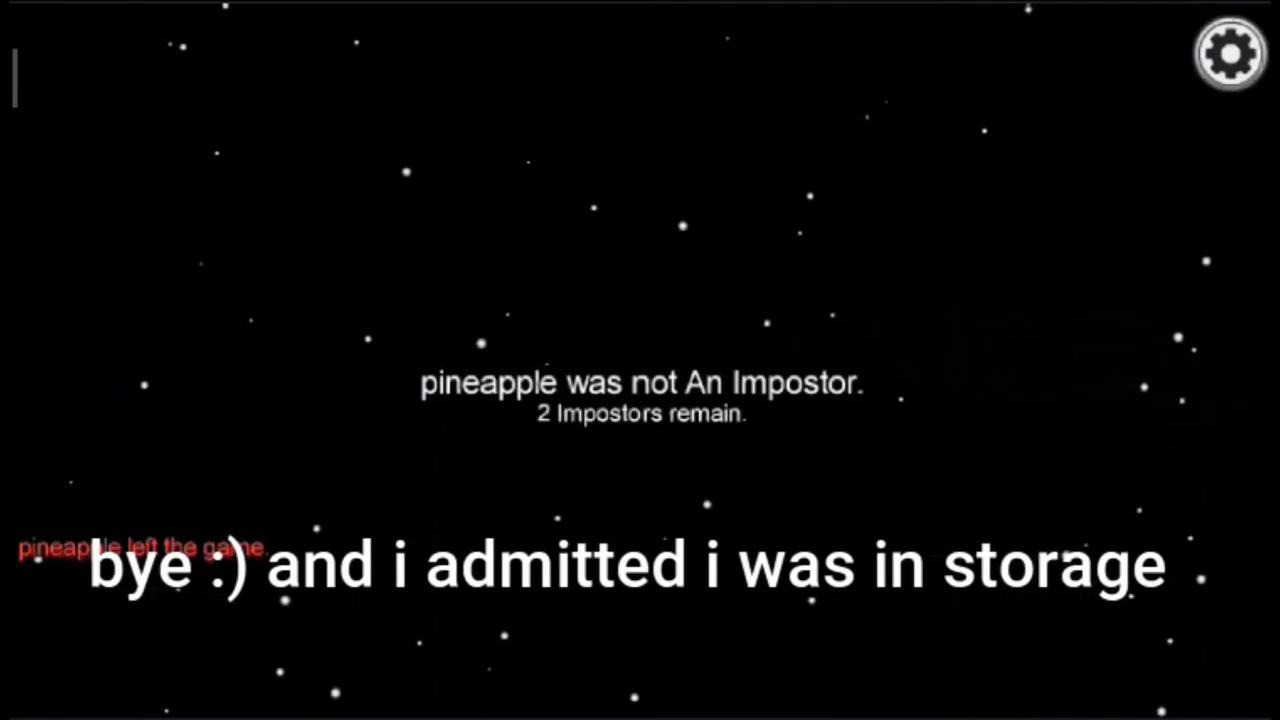 pineapple was not An Impostor.
2 Impostors remain.
pineapple left the game.
bye :) and i admitted i was in storage